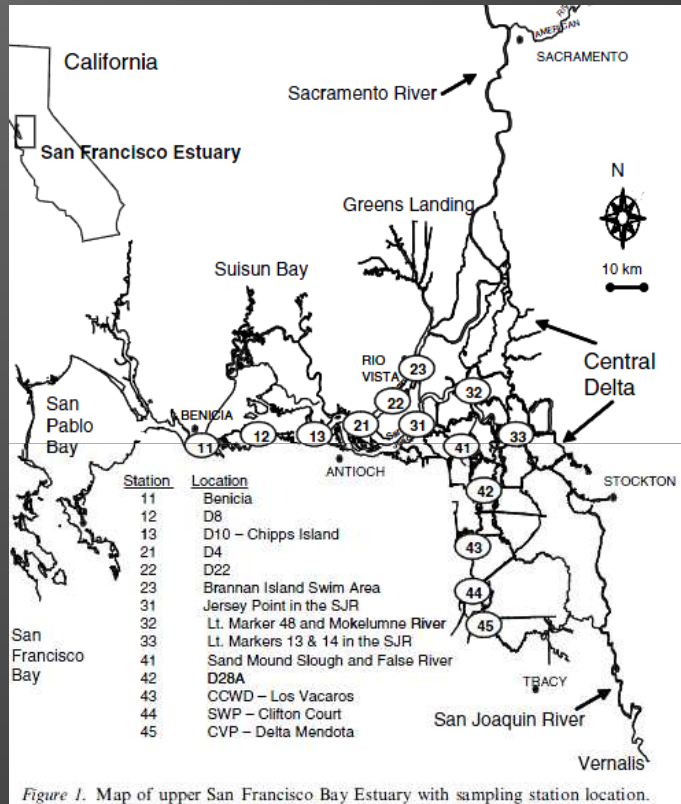 California
AMERICAN
SACRAMENTO
Sacramento River
San Francisco Estuary
N
Greens Landing
10 km
Suisun Bay
Central
Delta
RIO
VISTA
23
32
22
San
Pablo
Bay
BENICIA
11
12
13
21
31
41
33
ANTIOCH
STOCKTON
42
43
44
45
Station Location
11 Benicia
12 D8
13 D10 – Chipps Island
21 D4
22 D22
23 Brannan Island Swim Area
31 Jersey Point in the SJR
32 Lt. Marker 48 and Mokelumne River
33 Lt. Markers 13 & 14 in the SJR
41 Sand Mound Slough and False River
42 D28A
43 CCWD – Los Vacaros
44 SWP – Clifton Court
45 CVP – Delta Mendota
San
Francisco
Bay
TRACY
San Joaquin River
Vernalis
Figure 1. Map of upper San Francisco Bay Estuary with sampling station location.